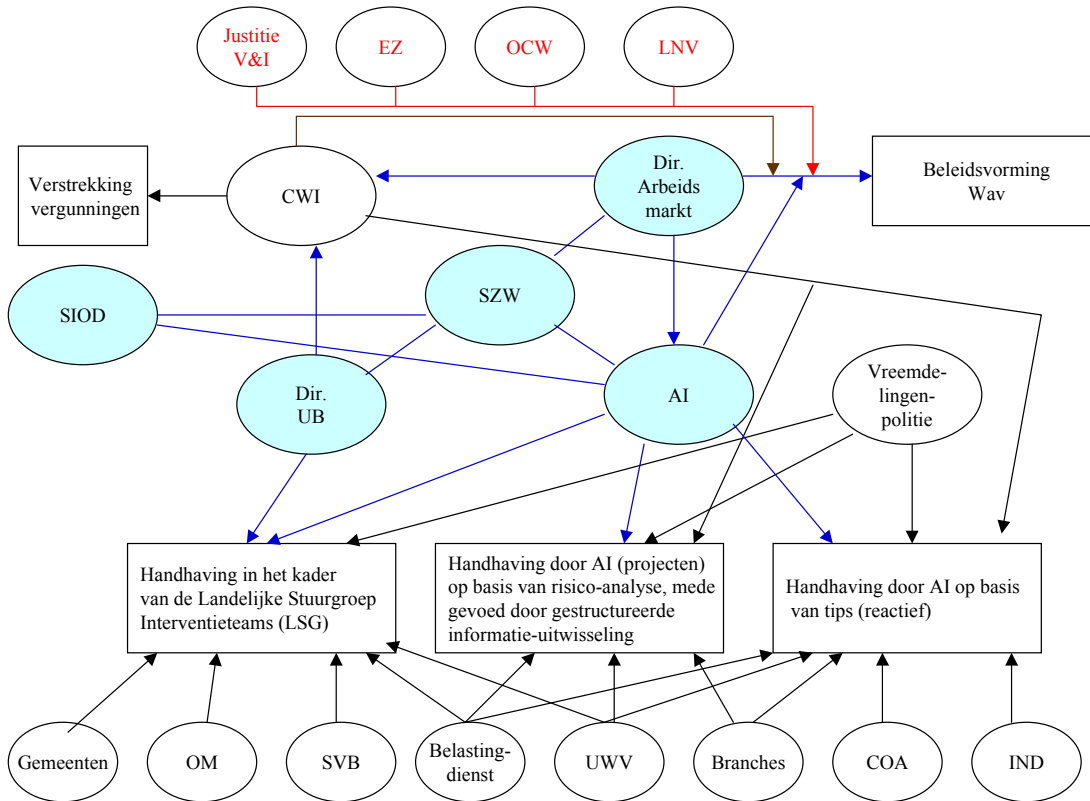 Justitie
V&I
EZ
OCW
LNV
Verstrekking
vergunningen
CWI
Dir.
Arbeids
markt
Beleidsvorming
Wav
SIOD
SZW
Dir.
UB
AI
Vreemde-
lingen-
politie
Handhaving in het kader
van de Landelijke Stuurgroep
Interventieteams (LSG)
Handhaving door AI (projecten)
op basis van risico-analyse, mede
gevoed door gestructureerde
informatie-uitwisseling
Handhaving door AI op basis
van tips (reactief)
Gemeenten
OM
SVB
Belasting-
dienst
UWV
Branches
COA
IND